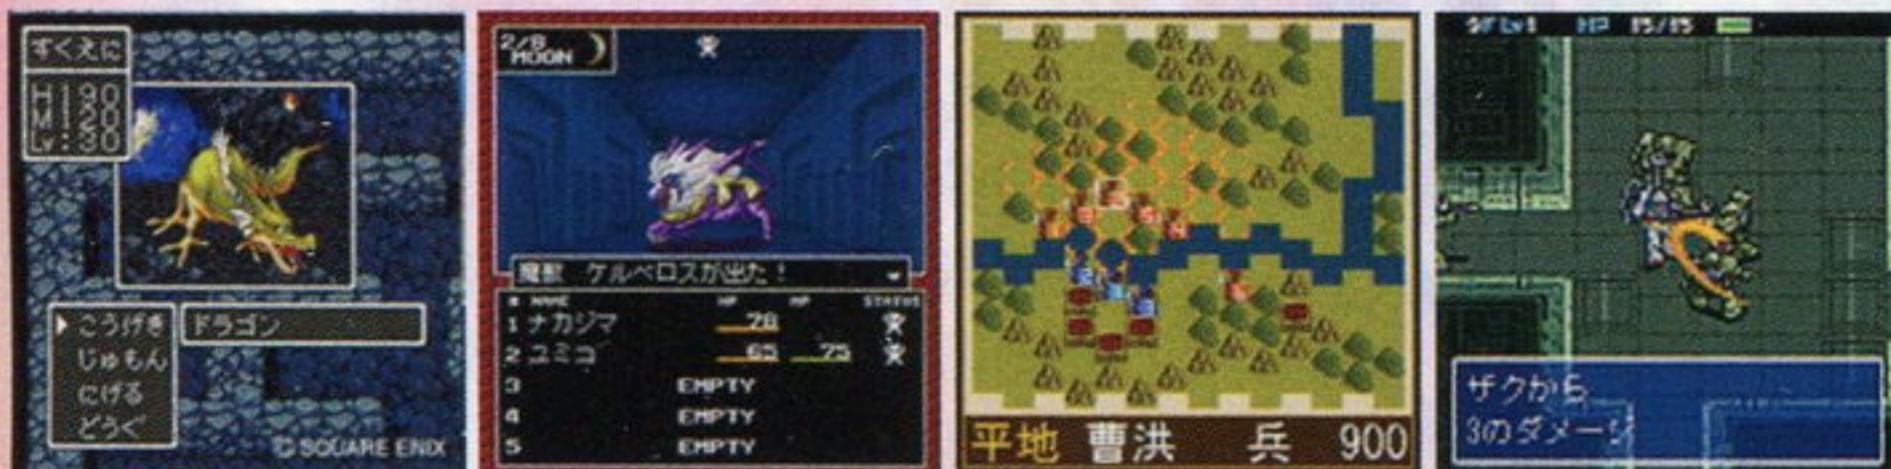 すくえに
H 190
M 120
Lv:30
こうげき
じゅもん
にげる
どうぐ
ドラゴン
© SQUARE ENIX
2/8
MOON
魔獣 ケルベロスが出た!
# NAME HP MP STATUS
1 ナカジマ 78
2 ユミコ 65 75
3 EMPTY
4 EMPTY
5 EMPTY
平地 曹洪 兵 900
Lv1 HP 15/15
ザクから
3のダメージ